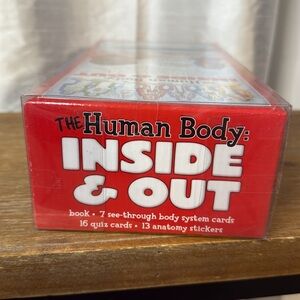 THE Human Body:
INSIDE
& OUT
book • 7 see-through body system cards
16 quiz cards • 13 anatomy stickers